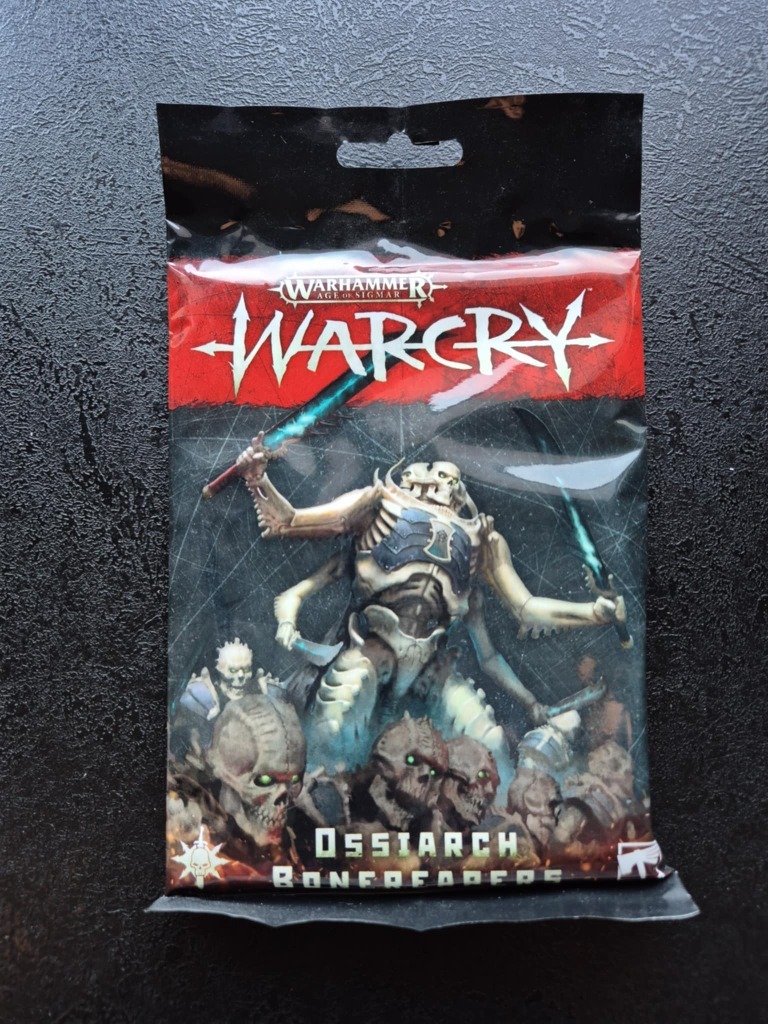 WARHAMMER
AGE OF SIGMAR
WARCRY
OSSIARCH
BONEREAPERS